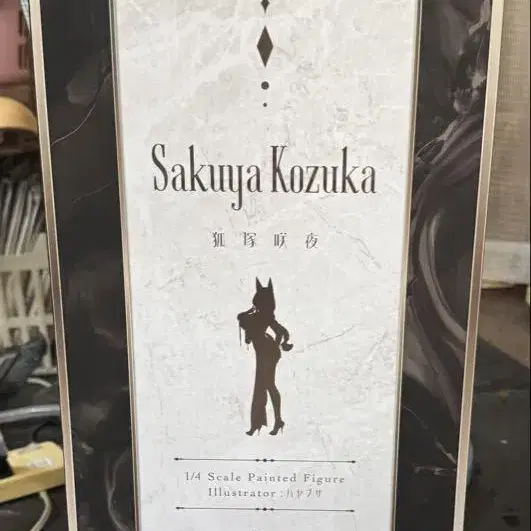 Sakuya Kozuka
狐塚咲夜
1/4 Scale Painted Figure
Illustrator : ハヤブサ